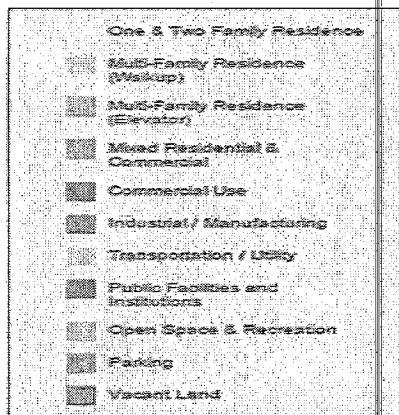 One & Two Family Residence
Multi-Family Residence
(Walkup)
Multi-Family Residence
(Elevator)
Mixed Residential &
Commercial
Commercial Use
Industrial / Manufacturing
Transportation / Utility
Public Facilities and
Institutions
Open Space & Recreation
Parking
Vacant Land